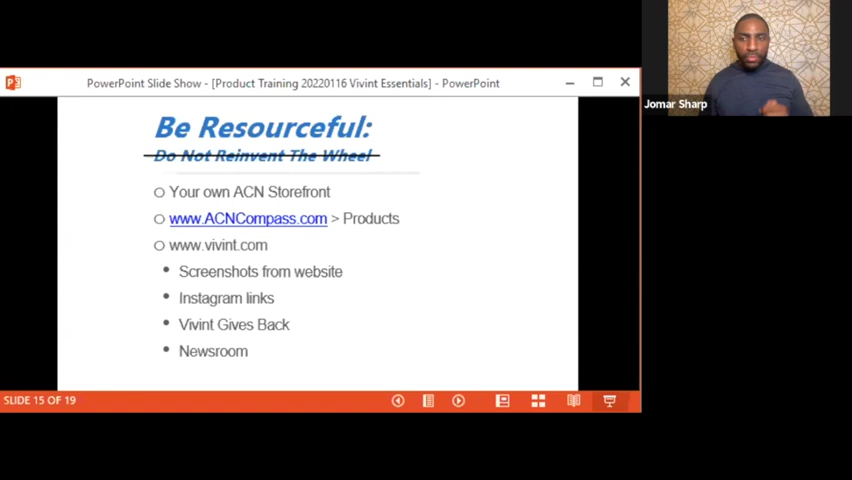 PowerPoint Slide Show - [Product Training 20220116 Vivint Essentials] - PowerPoint
Jomar Sharp
Be Resourceful:
Do Not Reinvent The Wheel
Your own ACN Storefront
www.ACNCompass.com > Products
www.vivint.com
Screenshots from website
Instagram links
Vivint Gives Back
Newsroom
SLIDE 15 OF 19